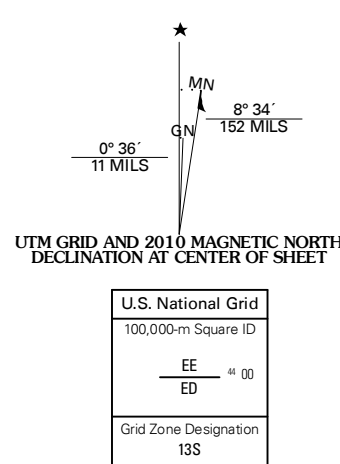 ★
MN
8° 34´
152 MILS
GN
0° 36´
11 MILS
UTM GRID AND 2010 MAGNETIC NORTH
DECLINATION AT CENTER OF SHEET
U.S. National Grid
100,000-m Square ID
EE
44 00
ED
Grid Zone Designation
13S